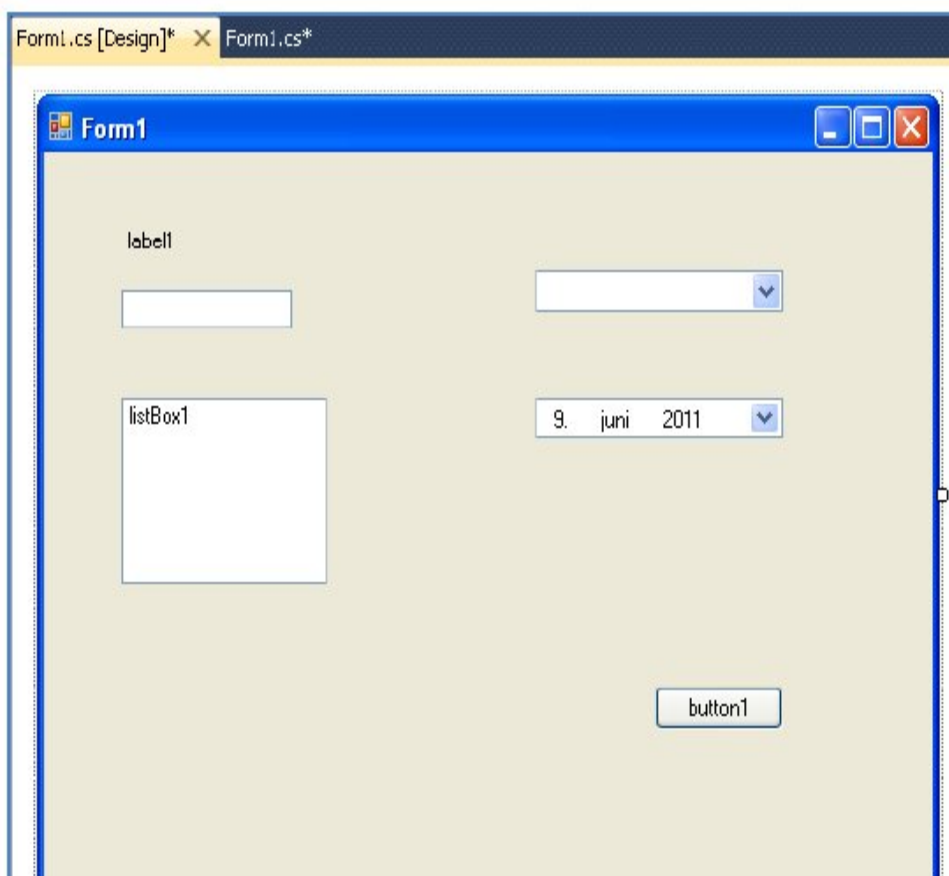 Form1.cs [Design]* Form1.cs*
Form1
label1
listBox1
9. juni 2011
button1